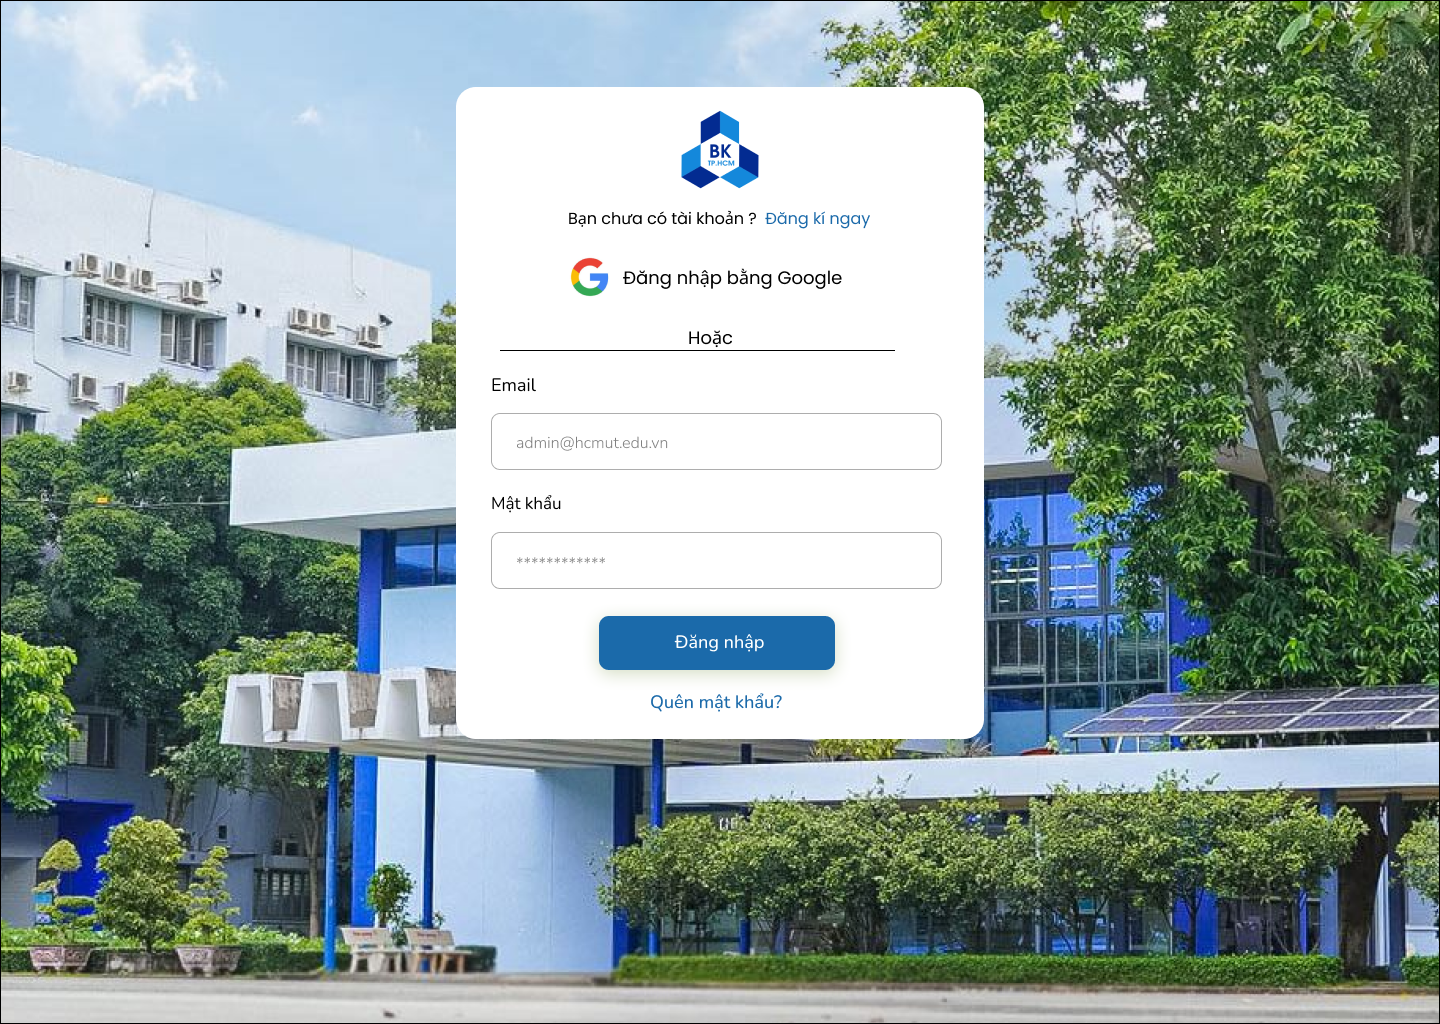 BK
TP.HCM
Bạn chưa có tài khoản ? Đăng kí ngay
Đăng nhập bằng Google
Hoặc
Email
admin@hcmut.edu.vn
Mật khẩu
************
Đăng nhập
Quên mật khẩu?